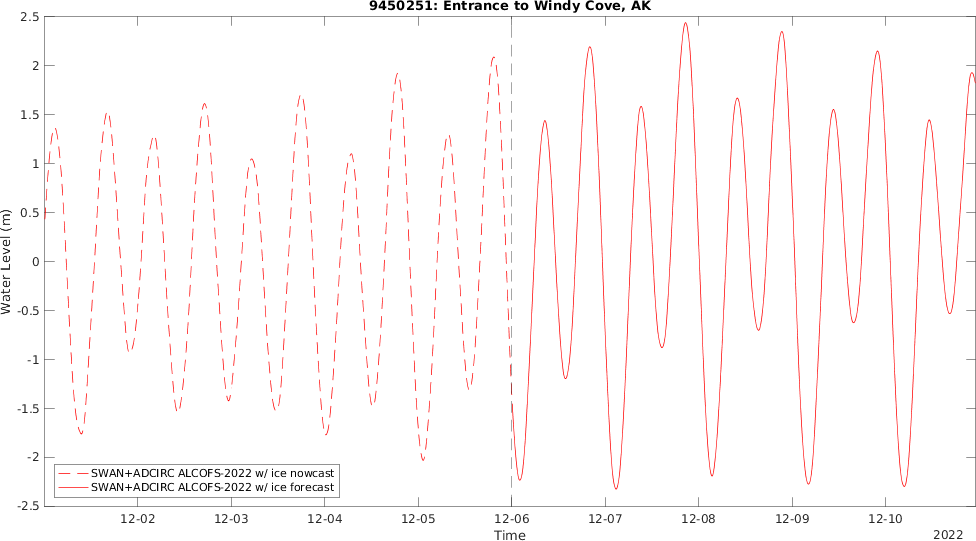 9450251: Entrance to Windy Cove, AK
Water Level (m)
2.5
2
1.5
1
0.5
0
-0.5
-1
-1.5
-2
-2.5
SWAN+ADCIRC ALCOFS-2022 w/ ice nowcast
SWAN+ADCIRC ALCOFS-2022 w/ ice forecast
12-02 12-03 12-04 12-05 12-06 12-07 12-08 12-09 12-10
Time
2022